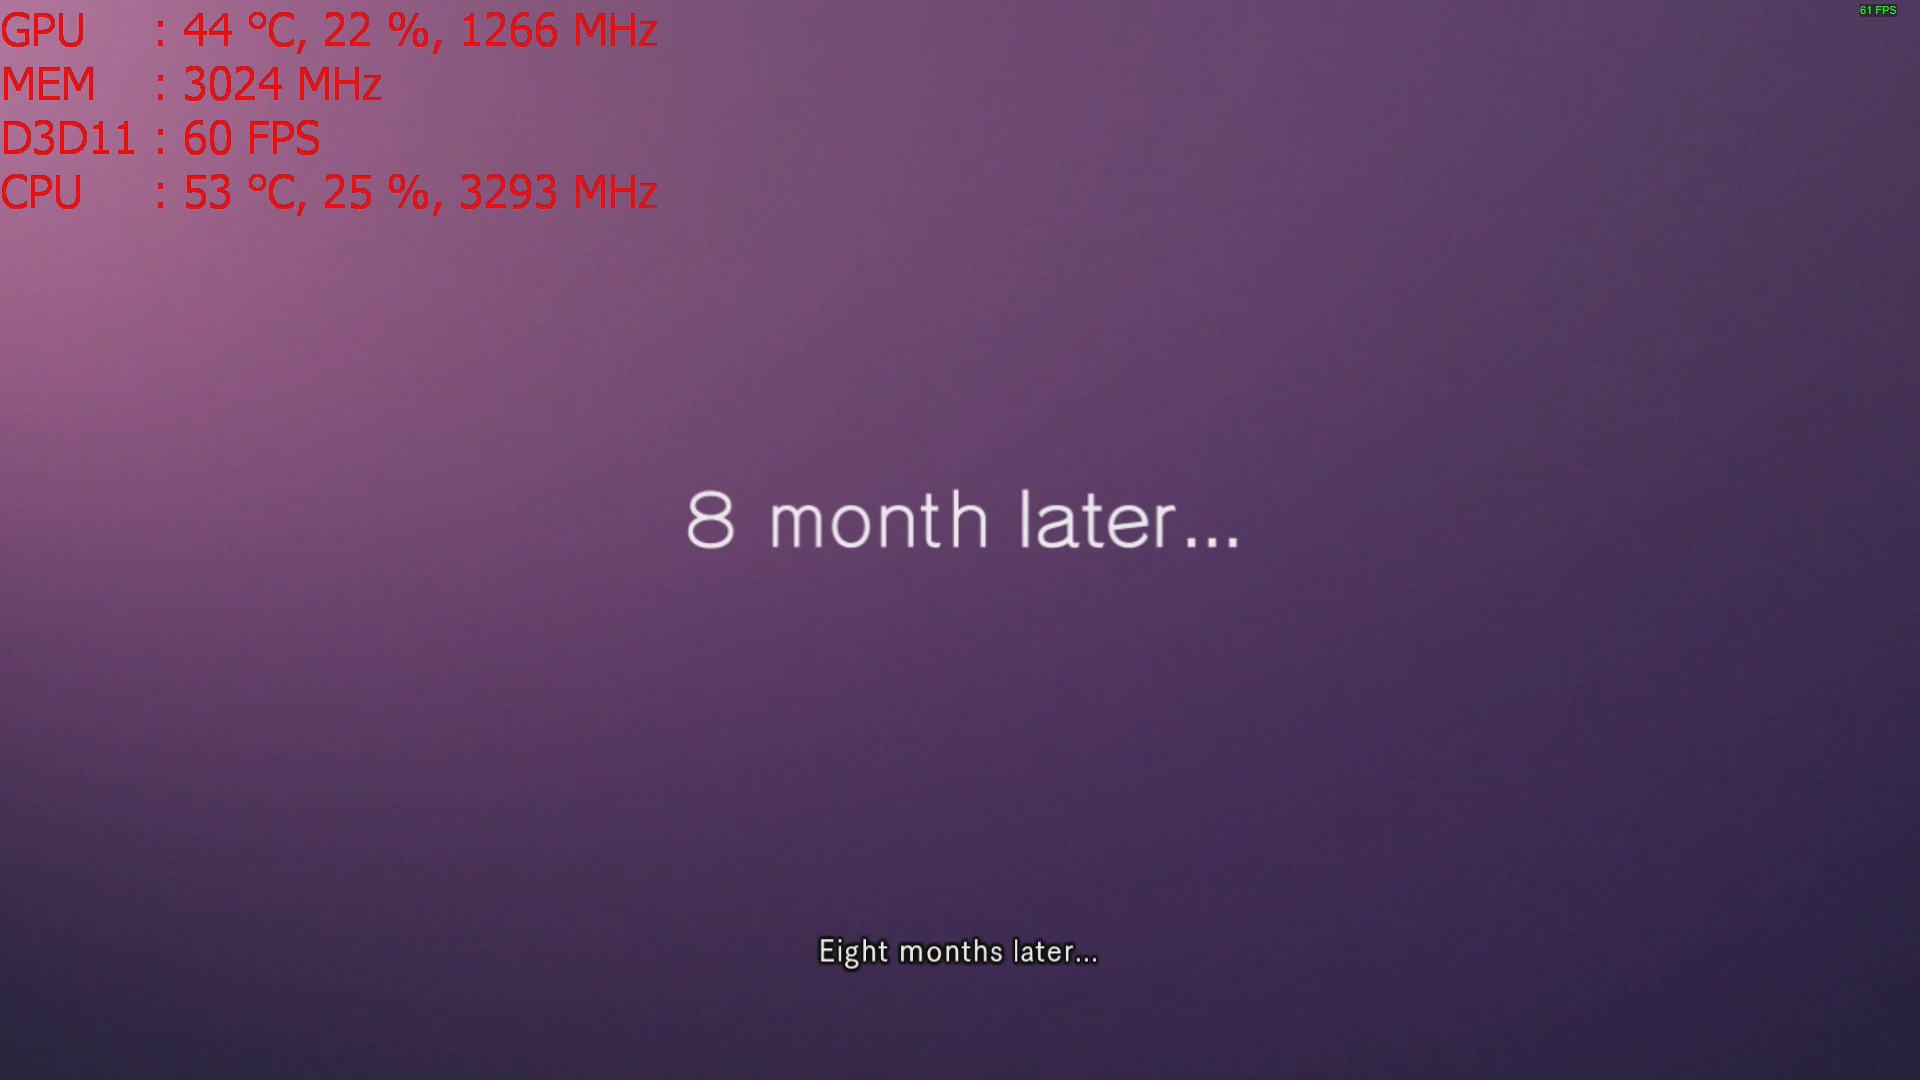 GPU : 44 °C, 22 %, 1266 MHz
61 FPS
MEM : 3024 MHz
D3D11 : 60 FPS
CPU : 53 °C, 25 %, 3293 MHz
8 month later...
Eight months later...